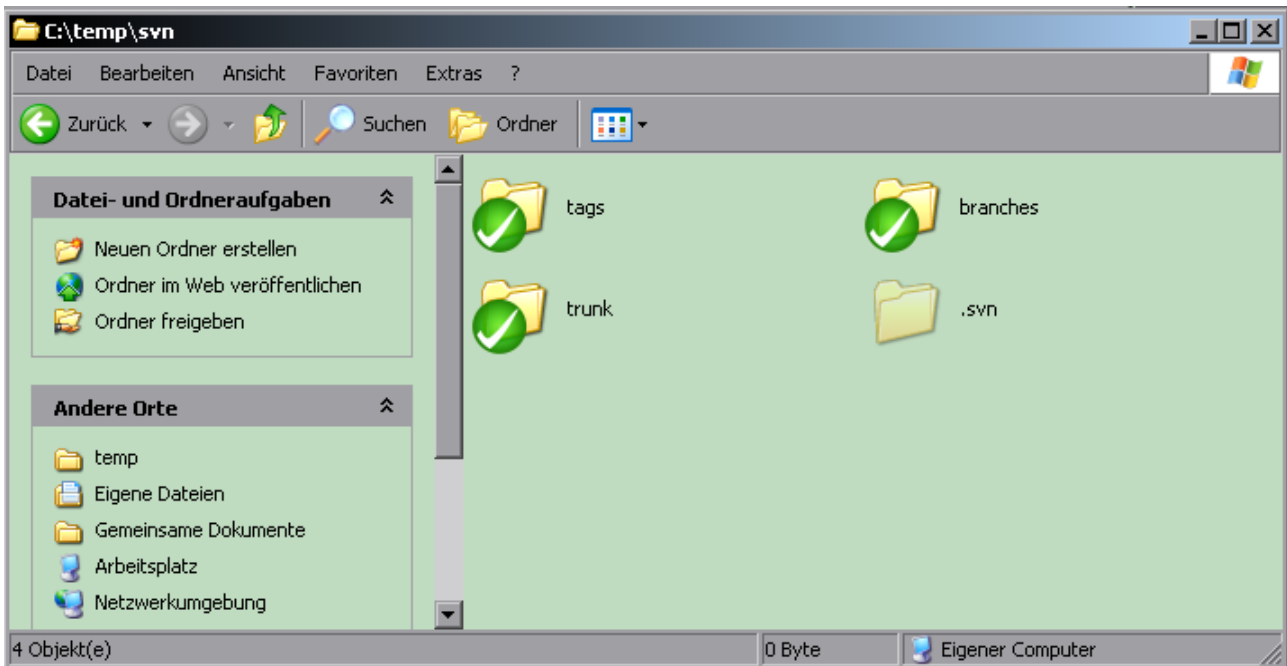 C:\temp\svn
Datei Bearbeiten Ansicht Favoriten Extras ?
Zurück Suchen Ordner
Datei- und Ordneraufgaben
Neuen Ordner erstellen
Ordner im Web veröffentlichen
Ordner freigeben
Andere Orte
temp
Eigene Dateien
Gemeinsame Dokumente
Arbeitsplatz
Netzwerkumgebung
tags branches
trunk .svn
4 Objekt(e) 0 Byte Eigener Computer